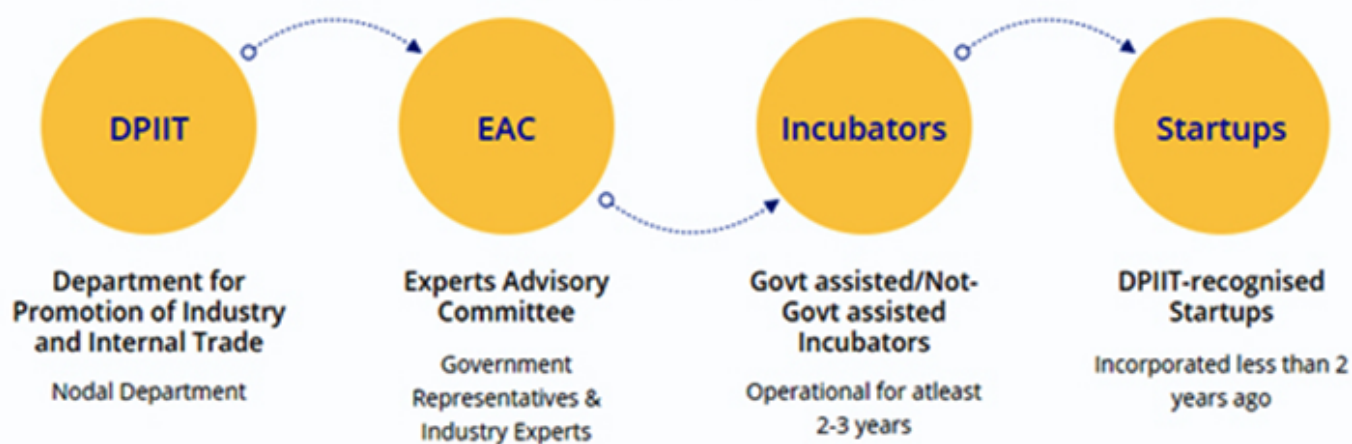 DPIIT
EAC
Incubators
Startups
Department for
Promotion of Industry
and Internal Trade
Nodal Department
Experts Advisory
Committee
Government
Representatives &
Industry Experts
Govt assisted/Not-
Govt assisted
Incubators
Operational for atleast
2-3 years
DPIIT-recognised
Startups
Incorporated less than 2
years ago